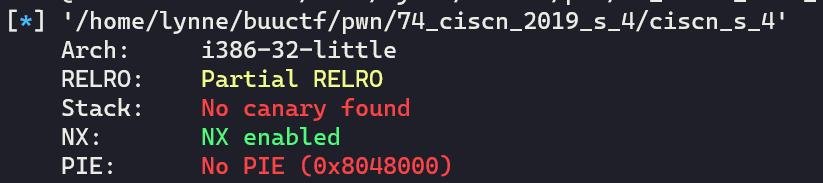 [*] '/home/lynne/buuctf/pwn/74_ciscn_2019_s_4/ciscn_s_4'
Arch: i386-32-little
RELRO: Partial RELRO
Stack: No canary found
NX: NX enabled
PIE: No PIE (0x8048000)